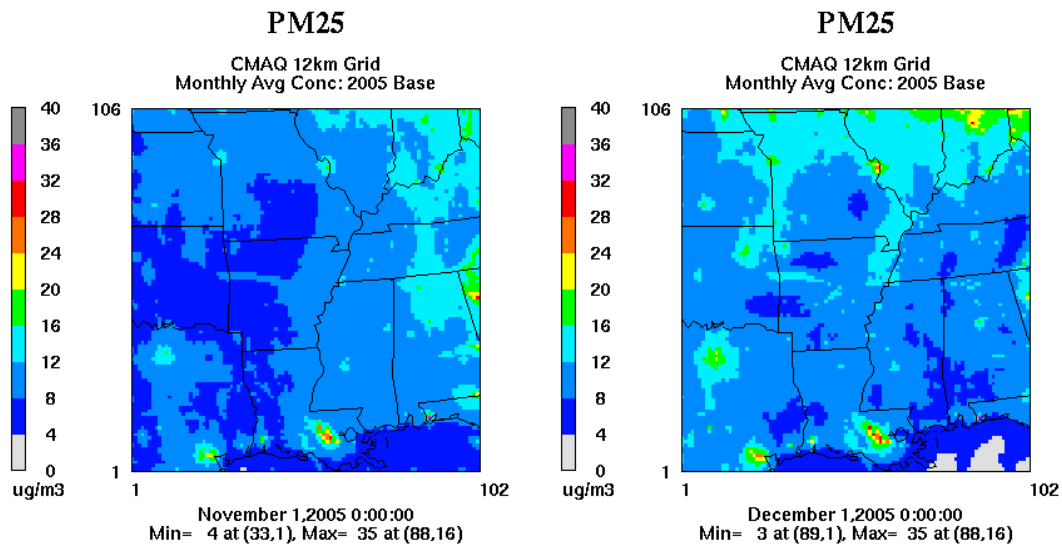 PM25
CMAQ 12km Grid
Monthly Avg Conc: 2005 Base
40
36
32
28
24
20
16
12
8
4
0
ug/m3
106
1
1
102
November 1,2005 0:00:00
Min= 4 at (33,1), Max= 35 at (88,16)
PM25
CMAQ 12km Grid
Monthly Avg Conc: 2005 Base
40
36
32
28
24
20
16
12
8
4
0
ug/m3
106
1
1
102
December 1,2005 0:00:00
Min= 3 at (89,1), Max= 35 at (88,16)